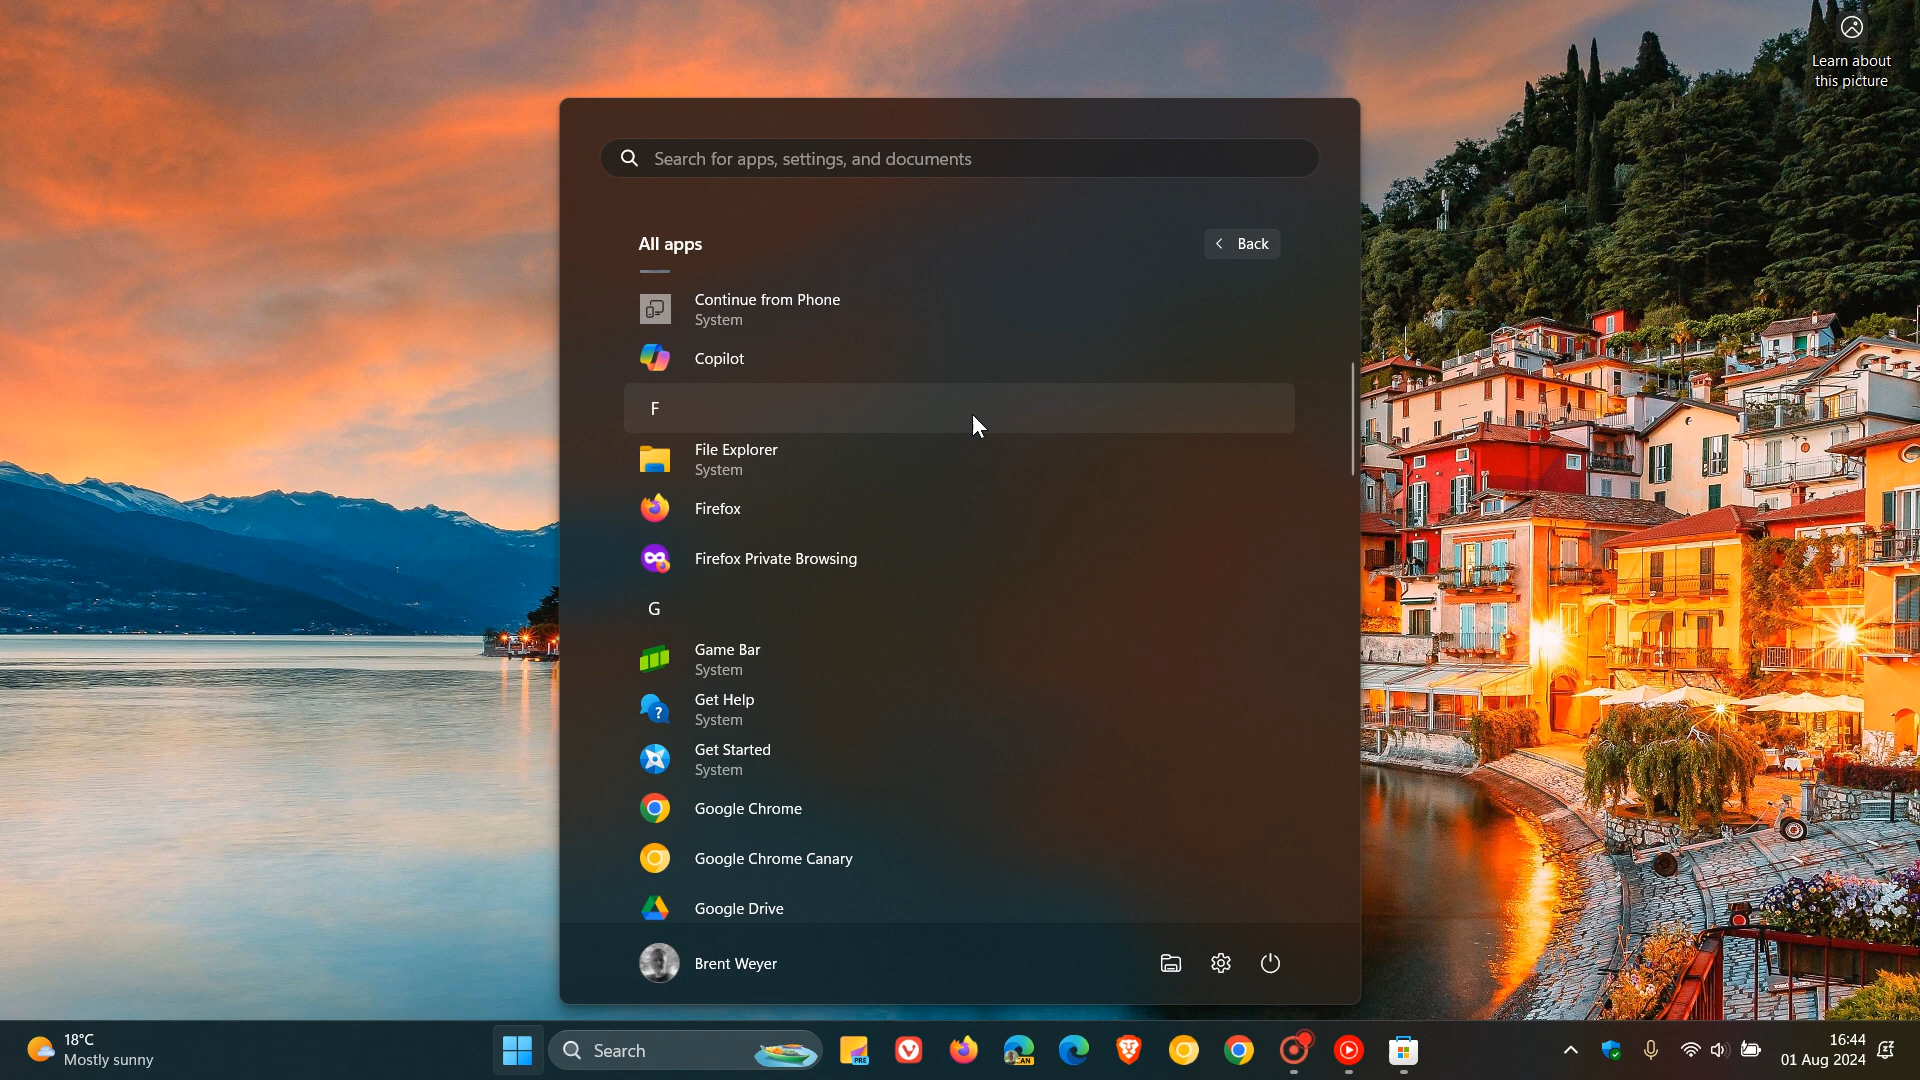 Learn about
this picture
Search for apps, settings, and documents
All apps
Back
Continue from Phone
System
Copilot
F
File Explorer
System
Firefox
Firefox Private Browsing
G
Game Bar
System
Get Help
System
Get Started
System
Google Chrome
Google Chrome Canary
Google Drive
Brent Weyer
18°C
Mostly sunny
Search
PRE
CAN
16:44
01 Aug 2024